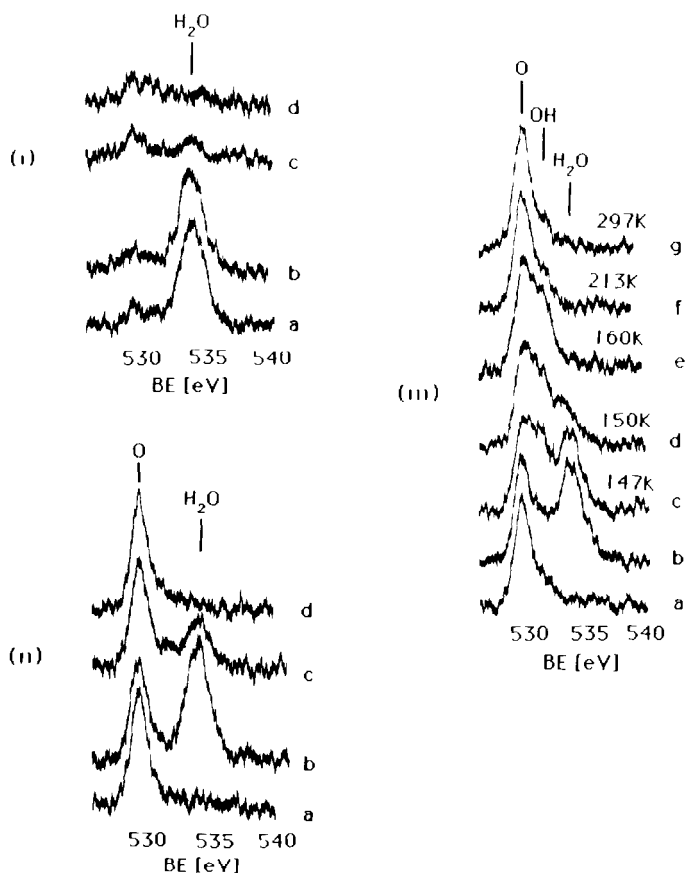 H₂O
d
(i)
c
b
a
530 535 540
BE [eV]
O
H₂O
d
(ii)
c
b
a
530 535 540
BE [eV]
O
OH
H₂O
297K
g
213K
f
160K
e
(iii)
150K
d
147K
c
b
a
530 535 540
BE [eV]